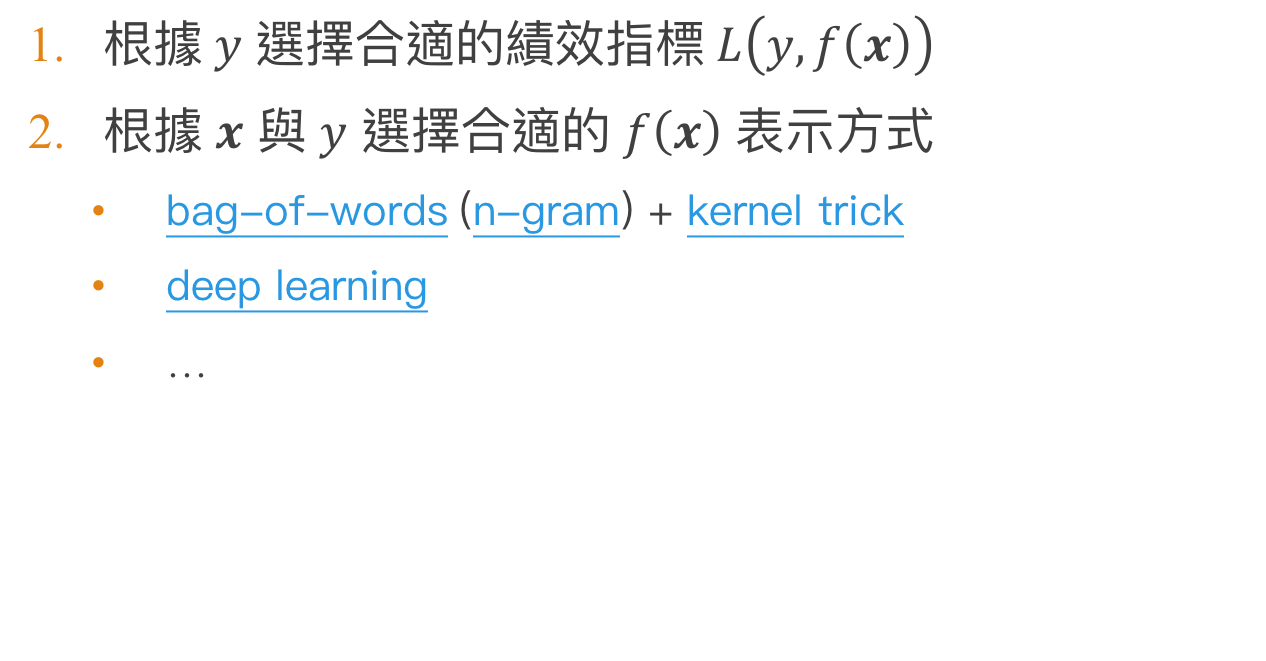 1. 根據 y 選擇合適的績效指標 L(y, f(x))
2. 根據 x 與 y 選擇合適的 f(x) 表示方式
• bag-of-words (n-gram) + kernel trick
• deep learning
• …